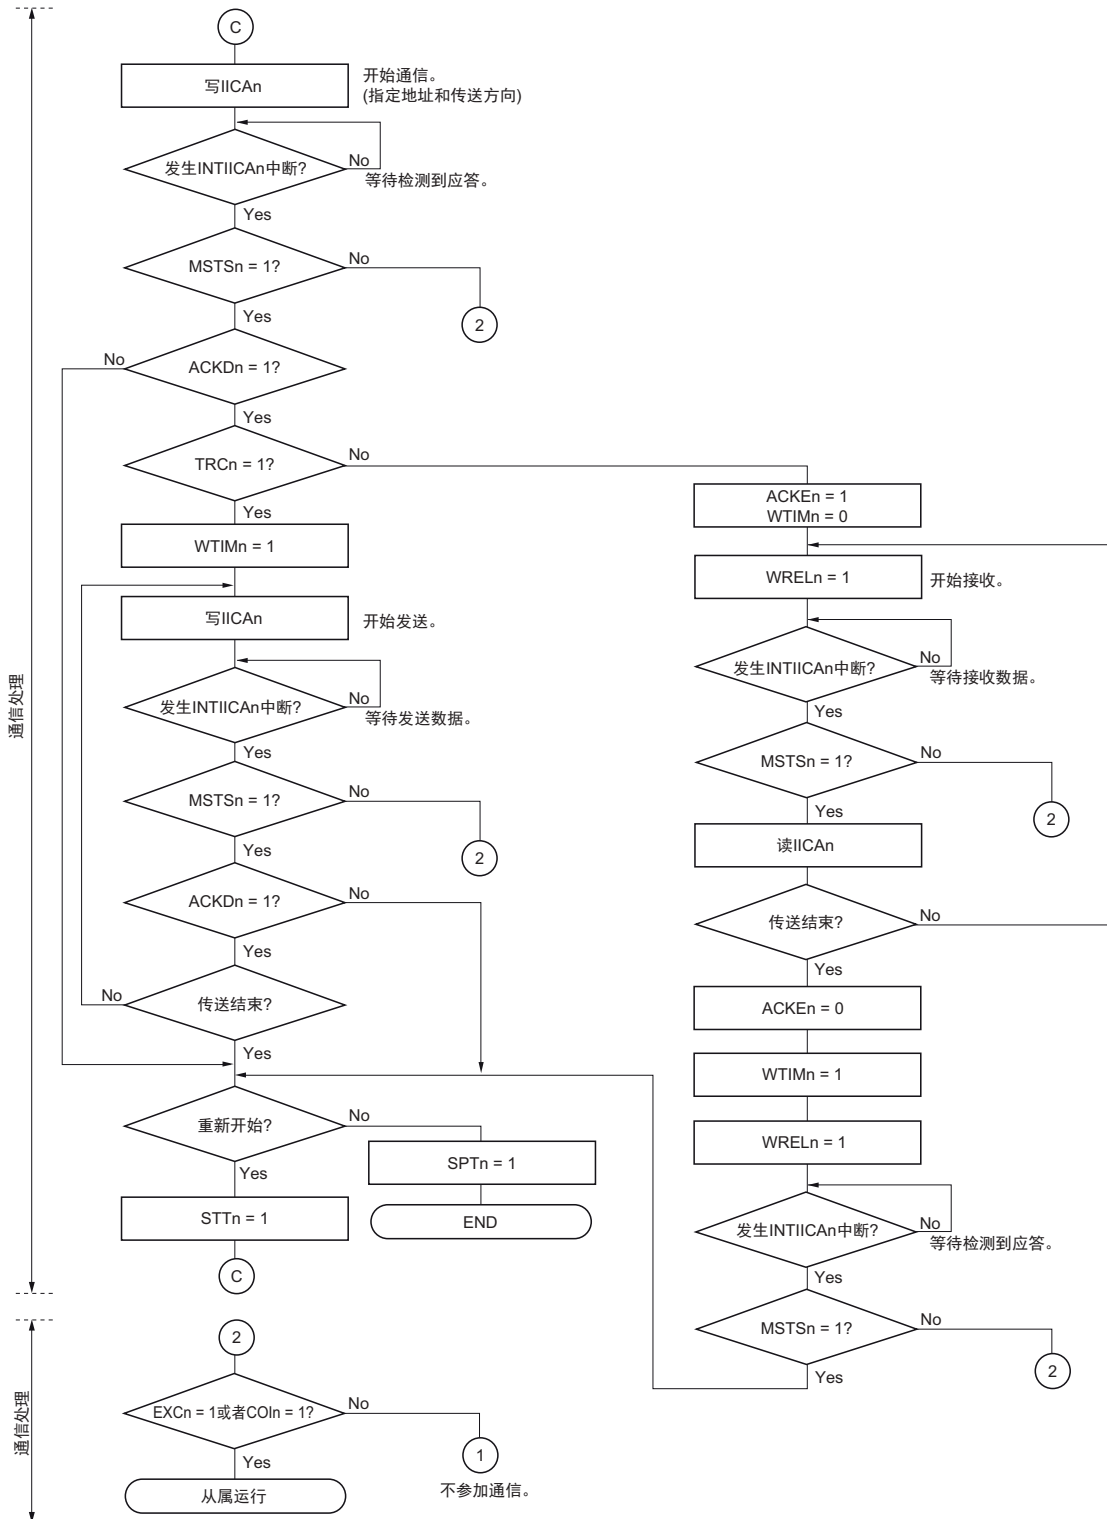 C
写IICAn
开始通信。
(指定地址和传送方向)
发生INTIICAn中断?
No
等待检测到应答。
Yes
MSTSn = 1?
No
2
Yes
No
ACKDn = 1?
Yes
TRCn = 1?
No
Yes
WTIMn = 1
写IICAn
开始发送。
发生INTIICAn中断?
No
等待发送数据。
Yes
MSTSn = 1?
No
2
Yes
ACKDn = 1?
No
Yes
No
传送结束?
Yes
重新开始?
No
Yes
SPTn = 1
END
STTn = 1
C
ACKEn = 1
WTIMn = 0
WRELn = 1
开始接收。
发生INTIICAn中断?
No
等待接收数据。
Yes
MSTSn = 1?
No
2
Yes
读IICAn
传送结束?
No
Yes
ACKEn = 0
WTIMn = 1
WRELn = 1
发生INTIICAn中断?
No
等待检测到应答。
Yes
MSTSn = 1?
No
2
Yes
通信处理
2
EXCn = 1或者COIn = 1?
No
1
不参加通信。
Yes
从属运行
通信处理